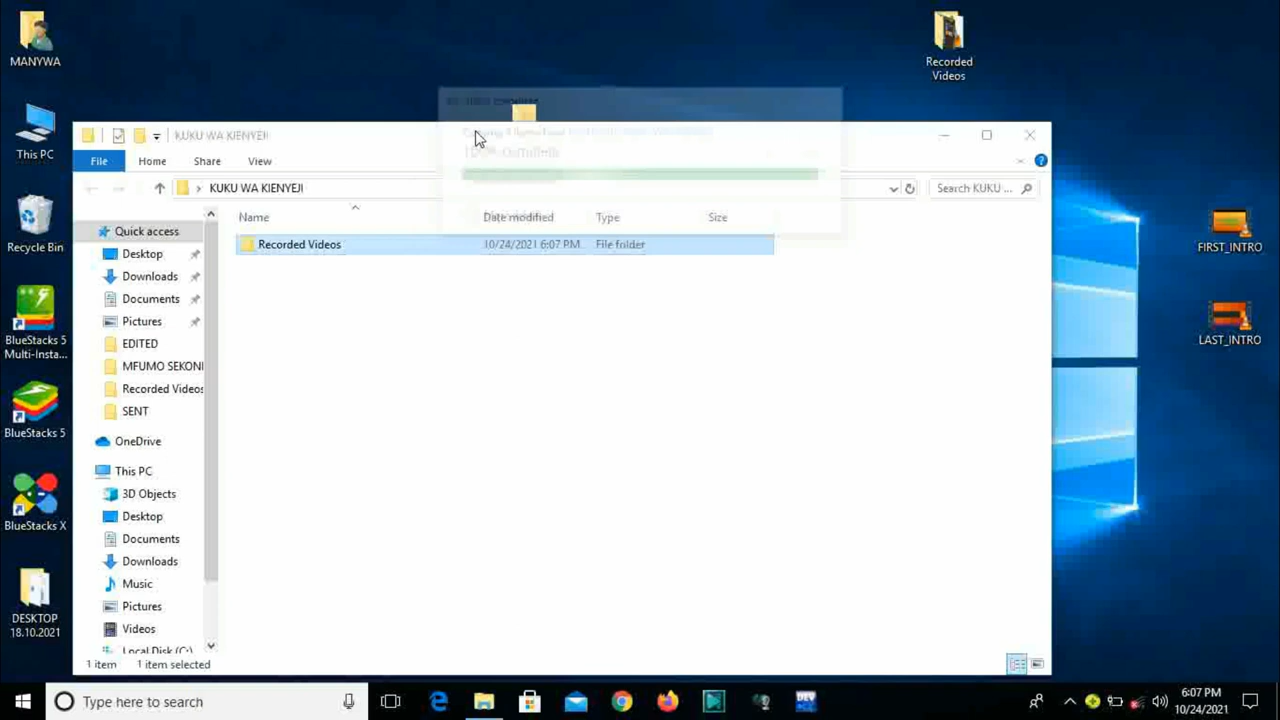 MANYWA
This PC
Recycle Bin
BlueStacks 5
Multi-Insta...
BlueStacks 5
BlueStacks X
DESKTOP
18.10.2021
Recorded
Videos
FIRST_INTRO
LAST_INTRO
KUKU WA KIENYEJI
File Home Share View
KUKU WA KIENYEJI
Search KUKU ...
Name Date modified Type Size
Recorded Videos 10/24/2021 6:07 PM File folder
Quick access
Desktop
Downloads
Documents
Pictures
EDITED
MFUMO SEKONI
Recorded Videos
SENT
OneDrive
This PC
3D Objects
Desktop
Documents
Downloads
Music
Pictures
Videos
Local Disk (C:)
1 item 1 item selected
Type here to search
6:07 PM
10/24/2021